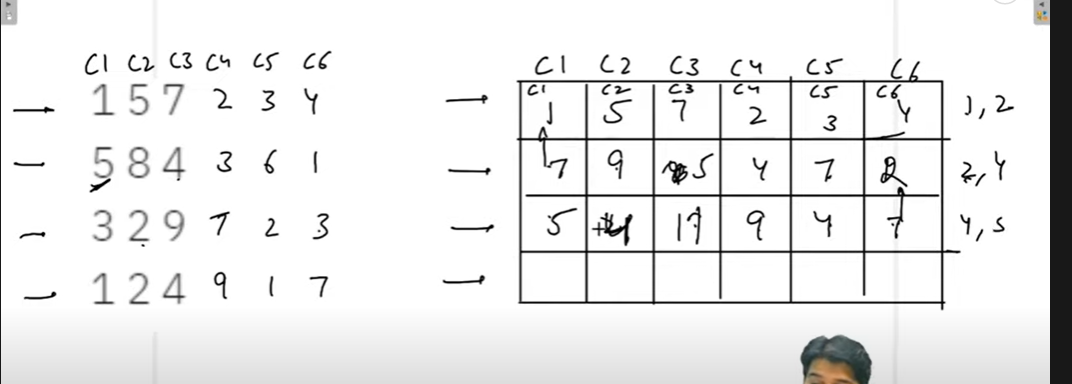 C1 C2 C3 C4 C5 C6
1 5 7 2 3 4
5 8 4 3 6 1
3 2 9 7 2 3
1 2 4 9 1 7
C1 C2 C3 C4 C5 C6
C1 C2 C3 C4 C5 C6
1 5 7 2 3 4 1, 2
7 9 5 4 7 2 2, 4
5 11 9 4 7 4, 5